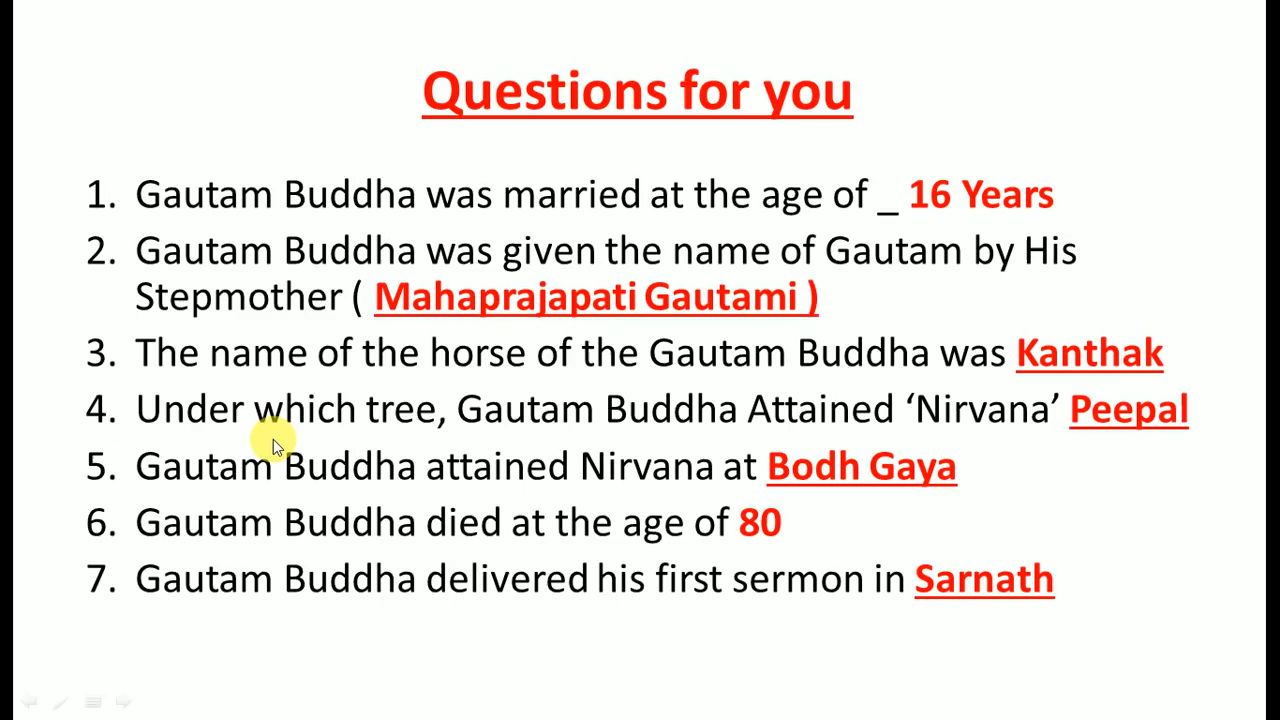 Questions for you
1. Gautam Buddha was married at the age of _ 16 Years
2. Gautam Buddha was given the name of Gautam by His
Stepmother ( Mahaprajapati Gautami )
3. The name of the horse of the Gautam Buddha was Kanthak
4. Under which tree, Gautam Buddha Attained ‘Nirvana’ Peepal
5. Gautam Buddha attained Nirvana at Bodh Gaya
6. Gautam Buddha died at the age of 80
7. Gautam Buddha delivered his first sermon in Sarnath